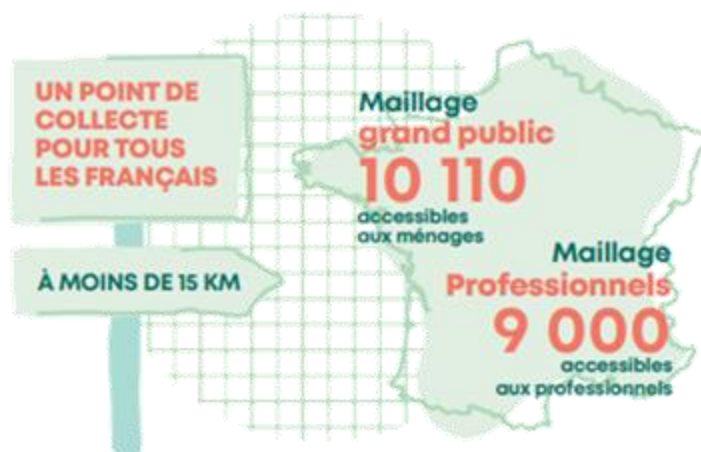 UN POINT DE
COLLECTE
POUR TOUS
LES FRANÇAIS
À MOINS DE 15 KM
Maillage
grand public
10 110
accessibles
aux ménages
Maillage
Professionnels
9 000
accessibles
aux professionnels